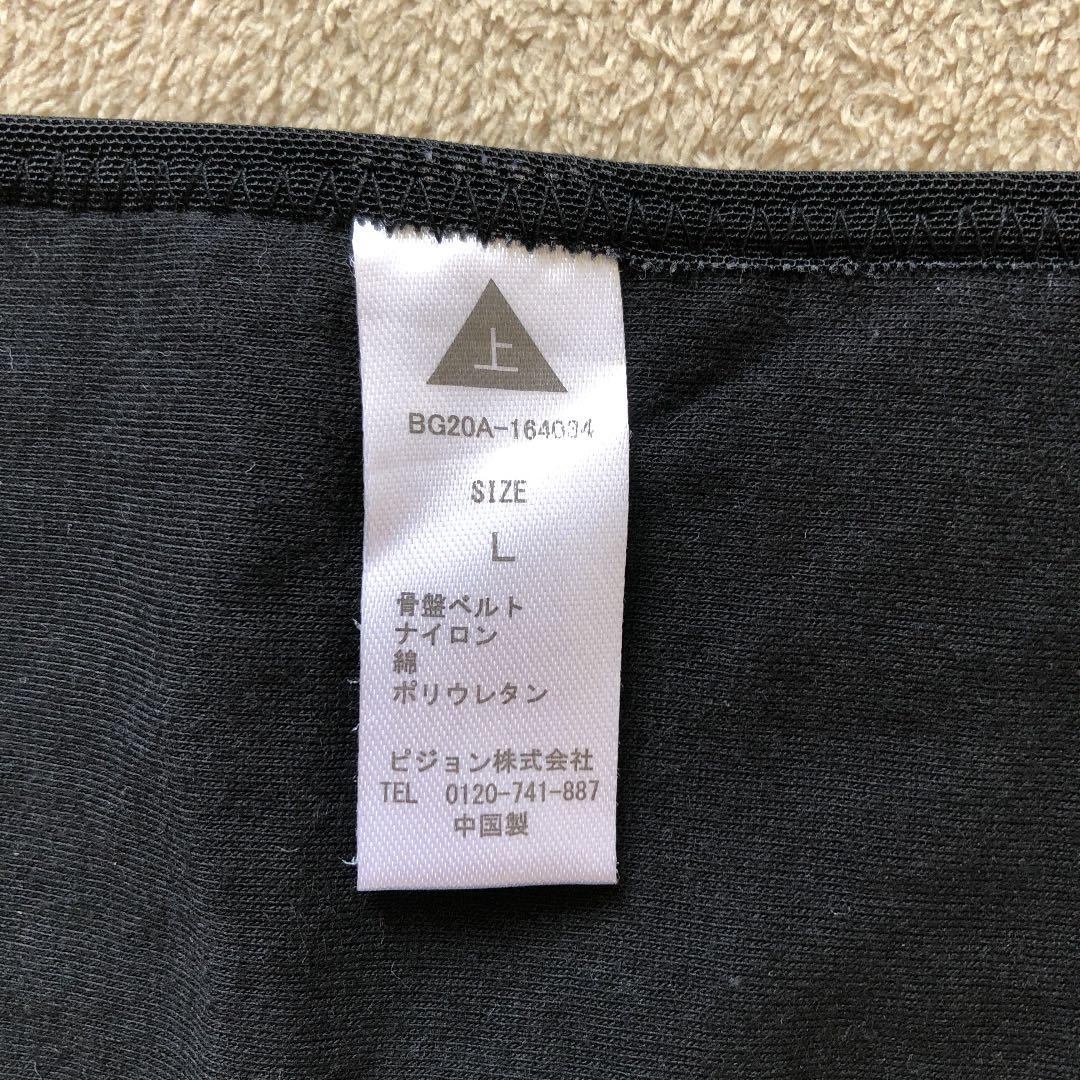 上
BG20A-164034
SIZE
L
骨盤ベルト
ナイロン
綿
ポリウレタン
ピジョン株式会社
TEL 0120-741-887
中国製